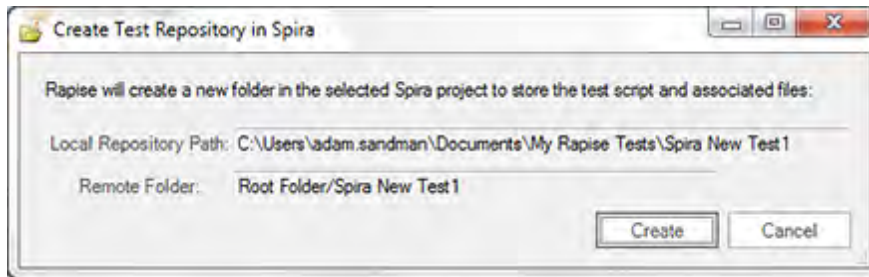 Create Test Repository in Spira
Rapise will create a new folder in the selected Spira project to store the test script and associated files:
Local Repository Path: C:\Users\adam.sandman\Documents\My Rapise Tests\Spira New Test1
Remote Folder: Root Folder/Spira New Test1
Create Cancel